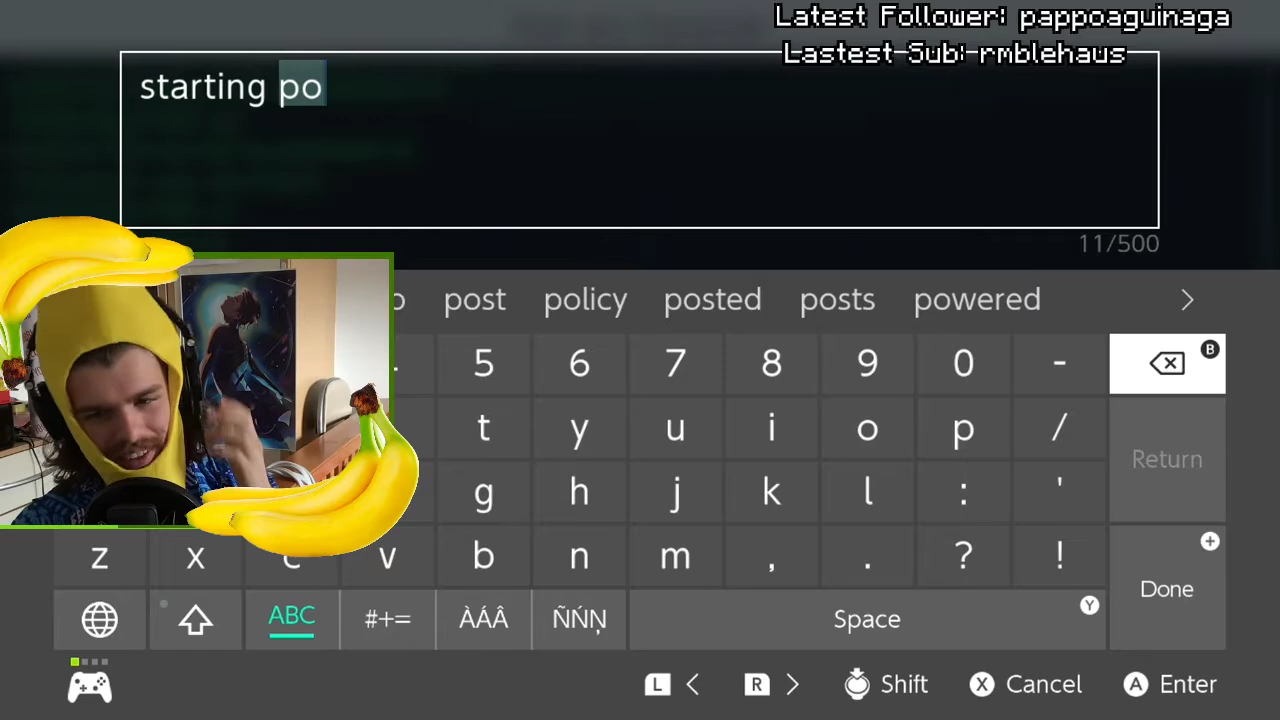 Latest Follower: pappoaguinaga
Lastest Sub: rmblehaus
starting po
11/500
post policy posted posts powered
5 6 7 8 9 0 -
t y u i o p / Return
g h j k l : '
z x c v b n m , . ? ! Done
ABC #+= ÀÁÂ ÑŃŅ Space
L R Shift X Cancel A Enter
B
+
Y